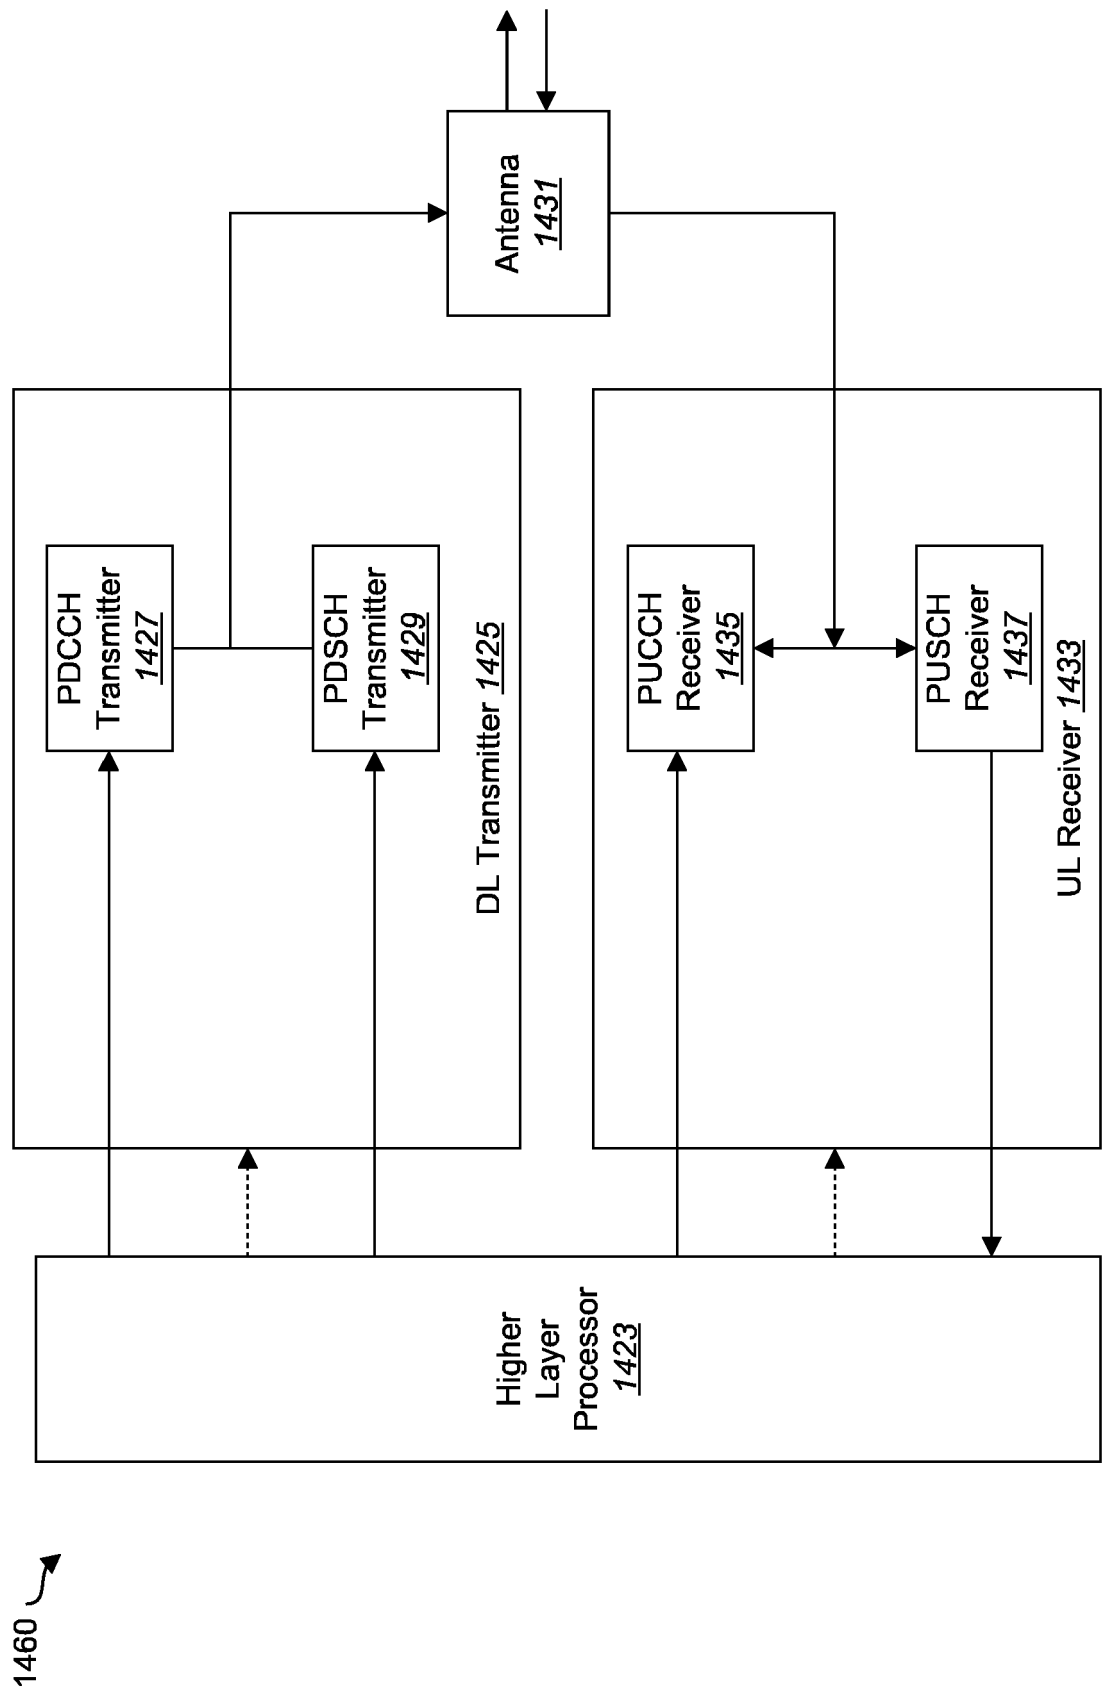 1460
Higher
Layer
Processor
1423
PDCCH
Transmitter
1427
PDSCH
Transmitter
1429
DL Transmitter 1425
PUCCH
Receiver
1435
PUSCH
Receiver
1437
UL Receiver 1433
Antenna
1431